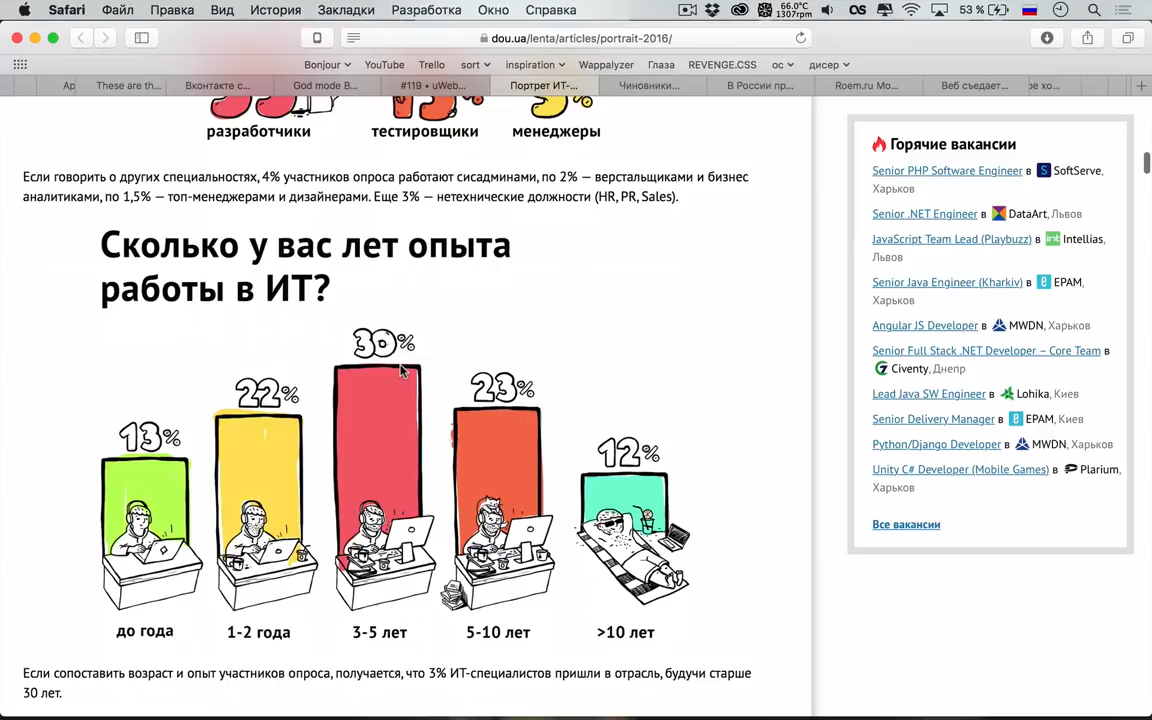 Safari Файл Правка Вид История Закладки Разработка Окно Справка 66.0°C 1307rpm 53 %
dou.ua/lenta/articles/portrait-2016/
Bonjour YouTube Trello sort inspiration Wappalyzer Глаза REVENGE.CSS ос дисер
Ap These are th... Вконтакте с... God mode В... #119 • uWeb... Портрет ИТ-... Чиновники... В России пр... Roem.ru Мо... Веб съедает...
разработчики тестировщики менеджеры
Если говорить о других специальностях, 4% участников опроса работают сисадминами, по 2% — верстальщиками и бизнес
аналитиками, по 1,5% — топ-менеджерами и дизайнерами. Еще 3% — нетехнические должности (HR, PR, Sales).
Сколько у вас лет опыта
работы в ИТ?
13% 22% 30% 23% 12%
до года 1-2 года 3-5 лет 5-10 лет >10 лет
Если сопоставить возраст и опыт участников опроса, получается, что 3% ИТ-специалистов пришли в отрасль, будучи старше
30 лет.
Горячие вакансии
Senior PHP Software Engineer в SoftServe,
Харьков
Senior .NET Engineer в DataArt, Львов
JavaScript Team Lead (Playbuzz) в Intellias,
Львов
Senior Java Engineer (Kharkiv) в EPAM,
Харьков
Angular JS Developer в MWDN, Харьков
Senior Full Stack .NET Developer – Core Team в
Civenty, Днепр
Lead Java SW Engineer в Lohika, Киев
Senior Delivery Manager в EPAM, Киев
Python/Django Developer в MWDN, Харьков
Unity C# Developer (Mobile Games) в Plarium,
Харьков
Все вакансии